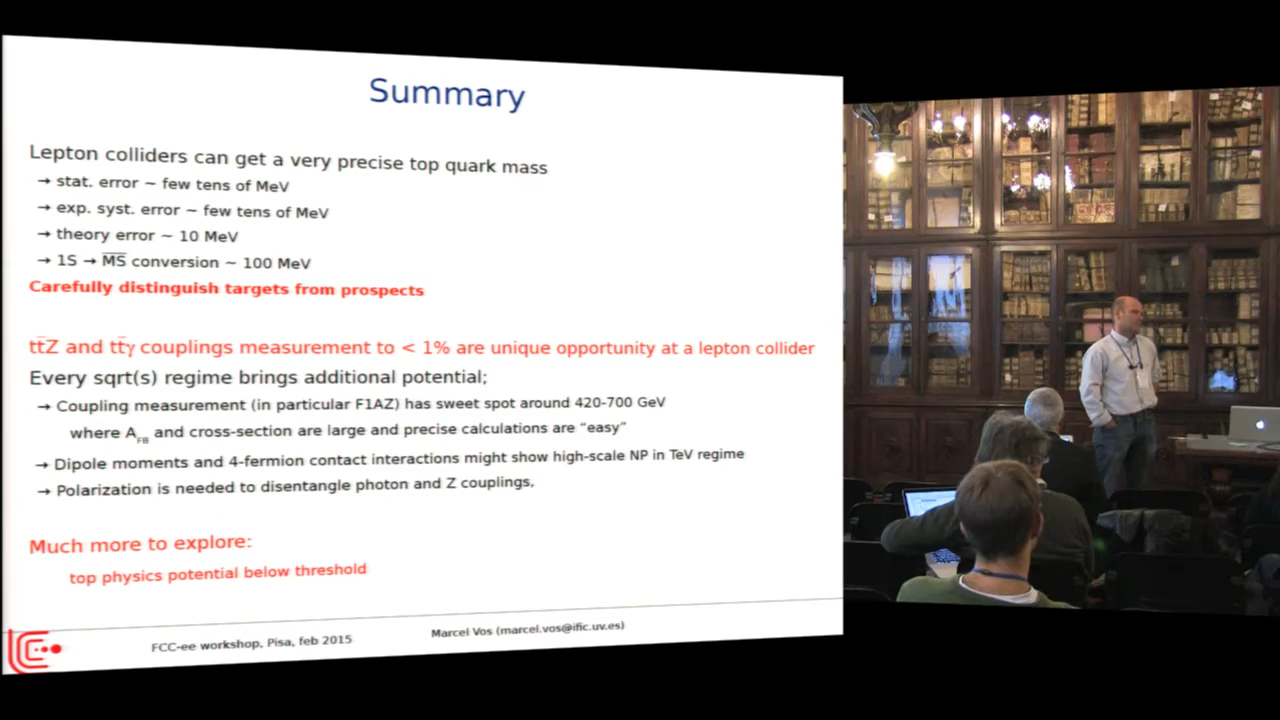 Summary
Lepton colliders can get a very precise top quark mass
→ stat. error ~ few tens of MeV
→ exp. syst. error ~ few tens of MeV
→ theory error ~ 10 MeV
→ 1S → M̅S̅ conversion ~ 100 MeV
Carefully distinguish targets from prospects
tt̅Z and tt̅γ couplings measurement to < 1% are unique opportunity at a lepton collider
Every sqrt(s) regime brings additional potential;
→ Coupling measurement (in particular F1AZ) has sweet spot around 420-700 GeV
where A_FB and cross-section are large and precise calculations are “easy”
→ Dipole moments and 4-fermion contact interactions might show high-scale NP in TeV regime
→ Polarization is needed to disentangle photon and Z couplings,
Much more to explore:
top physics potential below threshold
FCC-ee workshop, Pisa, feb 2015
Marcel Vos (marcel.vos@ific.uv.es)